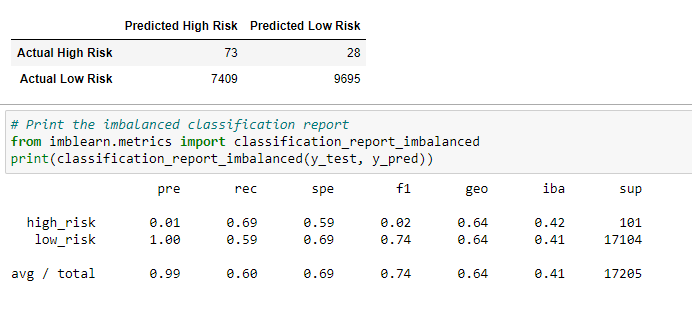 Predicted High Risk Predicted Low Risk
Actual High Risk 73 28
Actual Low Risk 7409 9695
# Print the imbalanced classification report
from imblearn.metrics import classification_report_imbalanced
print(classification_report_imbalanced(y_test, y_pred))
pre rec spe f1 geo iba sup
high_risk 0.01 0.69 0.59 0.02 0.64 0.42 101
low_risk 1.00 0.59 0.69 0.74 0.64 0.41 17104
avg / total 0.99 0.60 0.69 0.74 0.64 0.41 17205